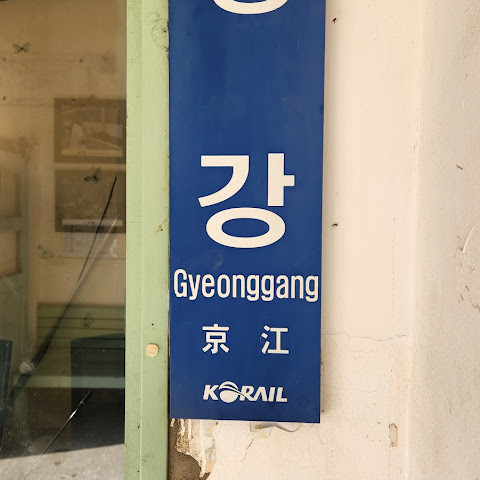 강
Gyeonggang
京 江
KORAIL